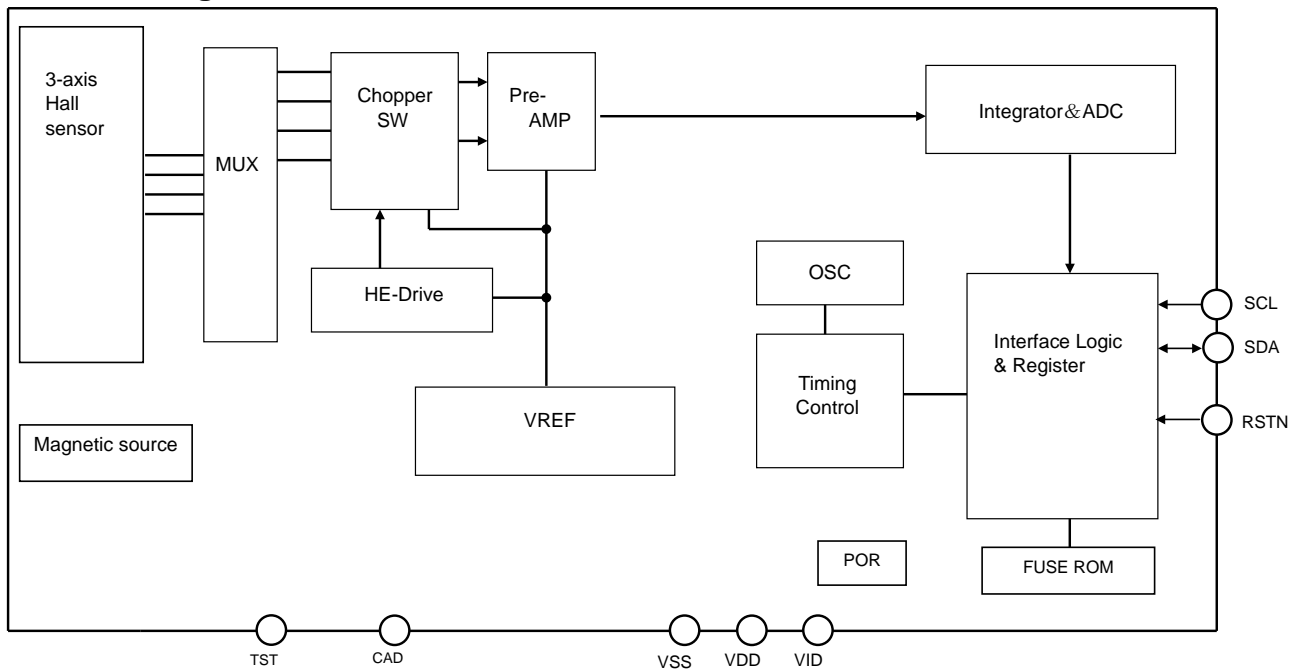 3-axis
Hall
sensor
MUX
Chopper
SW
Pre-
AMP
Integrator&ADC
HE-Drive
OSC
Timing
Control
Interface Logic
& Register
SCL
SDA
RSTN
VREF
Magnetic source
POR
FUSE ROM
TST
CAD
VSS
VDD
VID